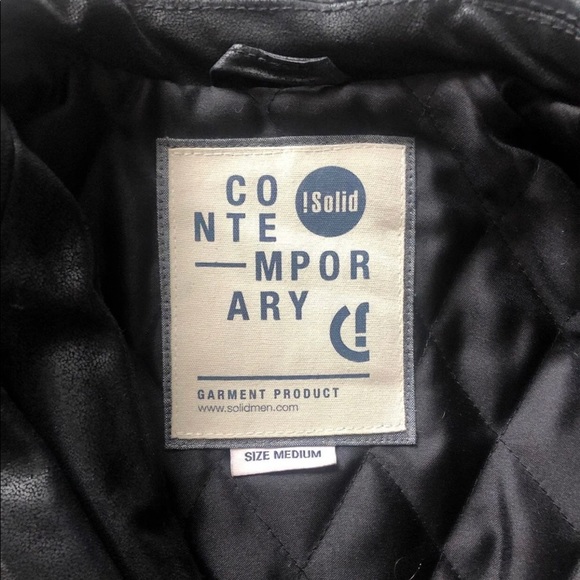 CO
!Solid
NTE
—MPOR
ARY
GARMENT PRODUCT
www.solidmen.com
SIZE MEDIUM